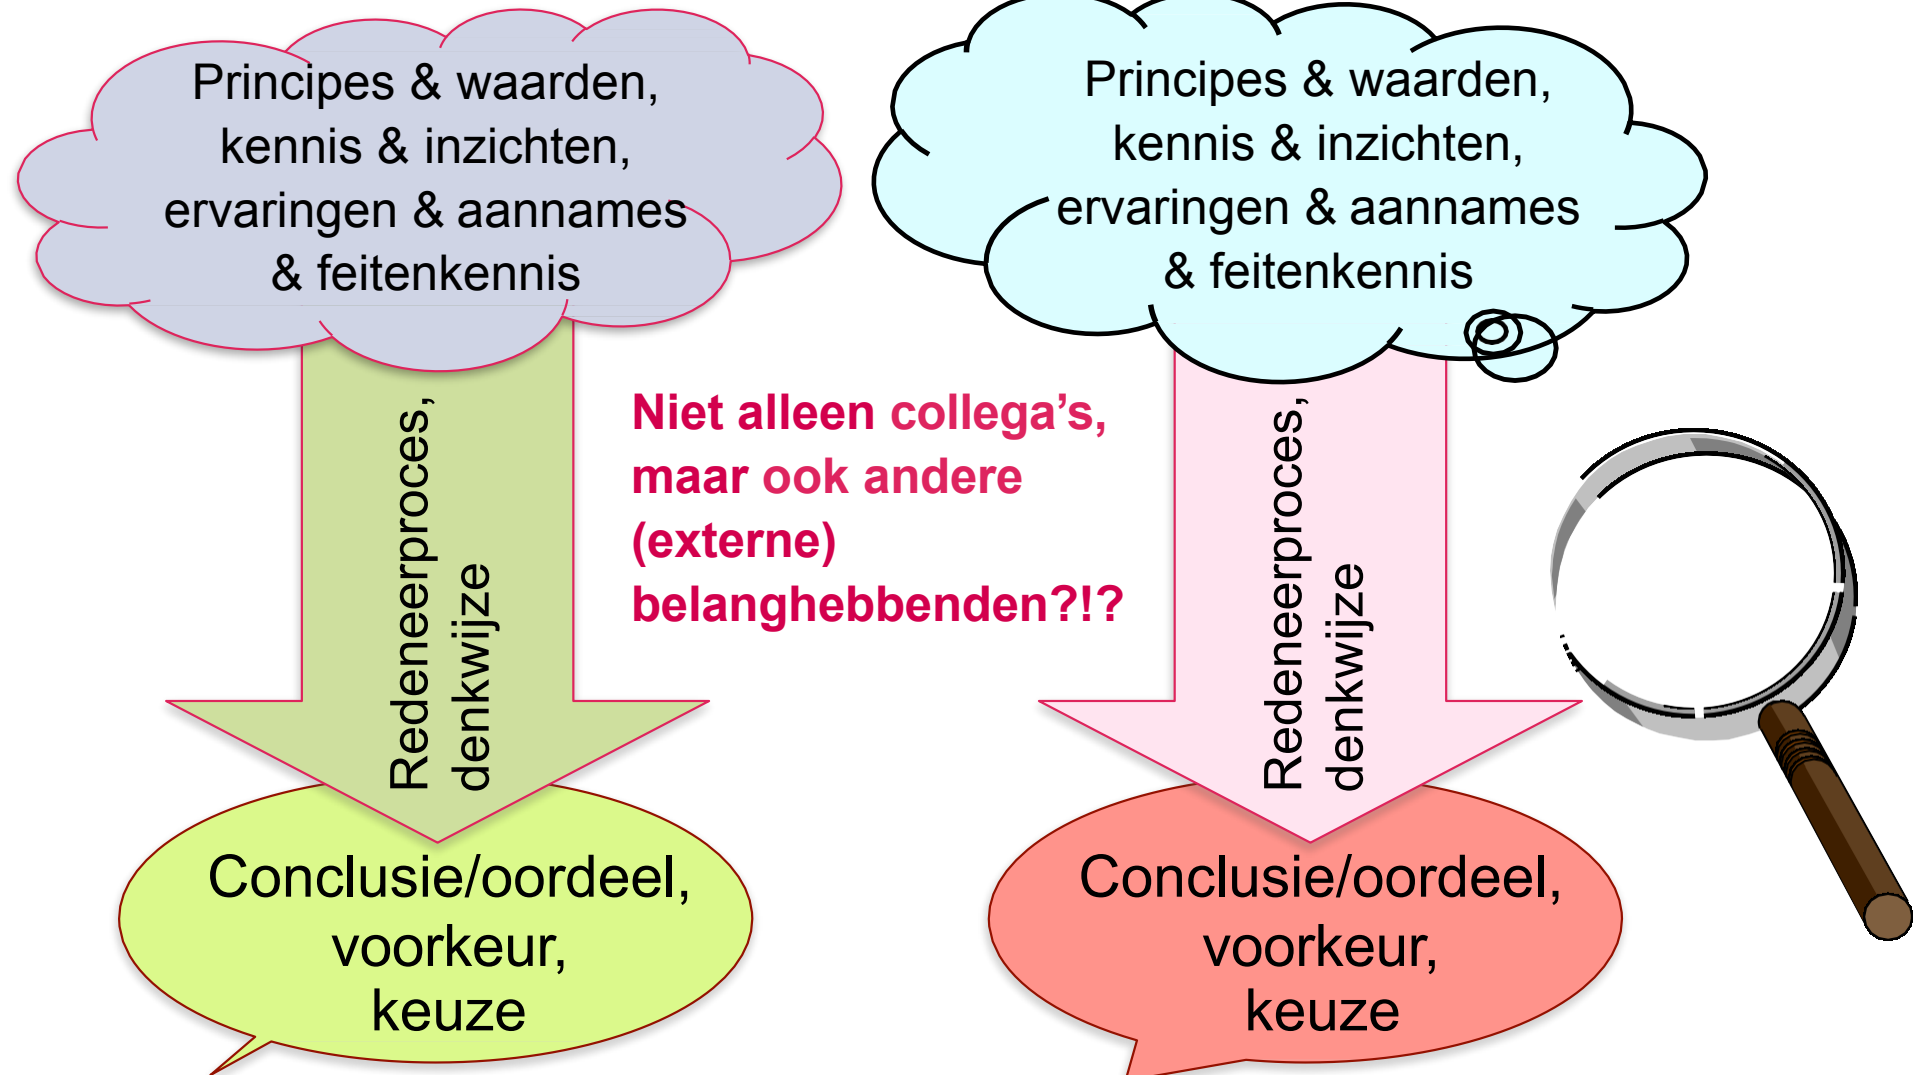 Principes & waarden,
kennis & inzichten,
ervaringen & aannames
& feitenkennis
Redeneerproces,
denkwijze
Conclusie/oordeel,
voorkeur,
keuze
Niet alleen collega’s,
maar ook andere
(externe)
belanghebbenden?!?
Principes & waarden,
kennis & inzichten,
ervaringen & aannames
& feitenkennis
Redeneerproces,
denkwijze
Conclusie/oordeel,
voorkeur,
keuze